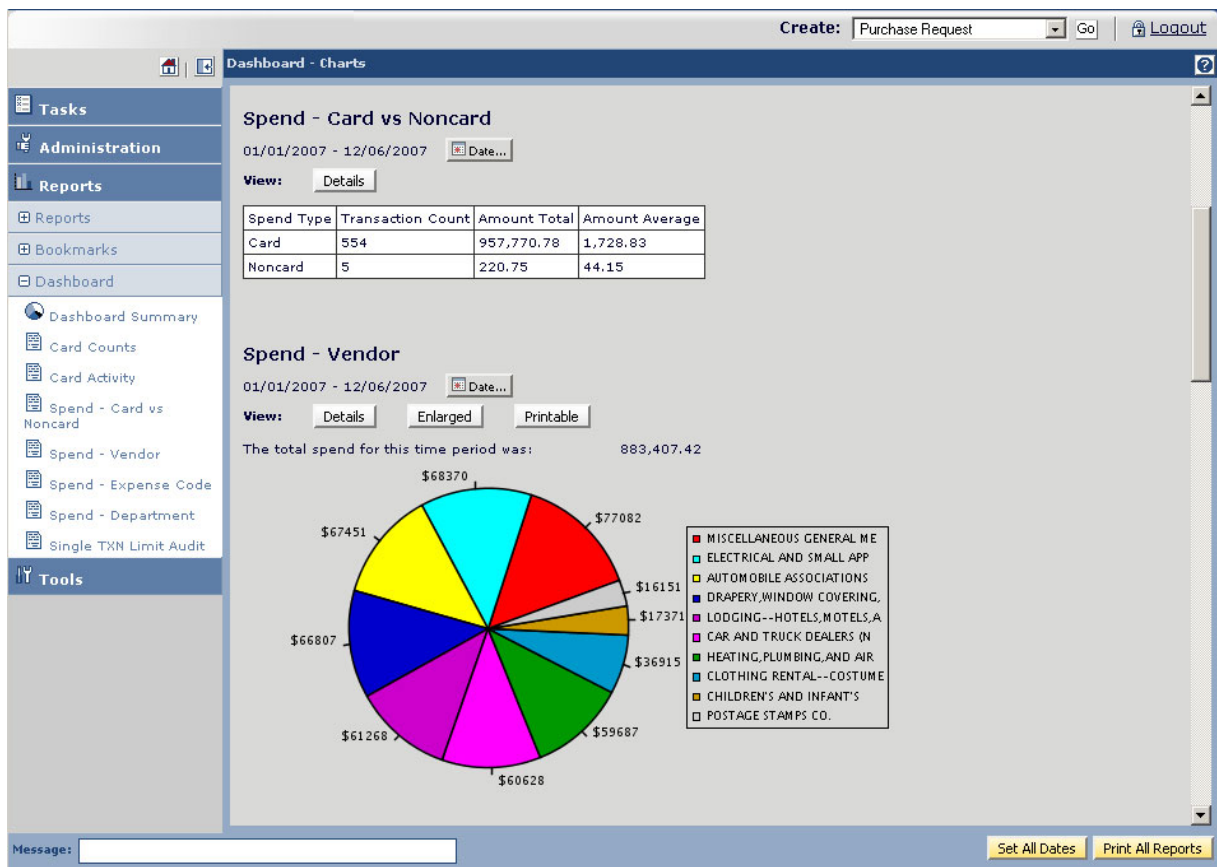 Create: Purchase Request Go Logout
Dashboard - Charts
Tasks
Administration
Reports
Reports
Bookmarks
Dashboard
Dashboard Summary
Card Counts
Card Activity
Spend - Card vs
Noncard
Spend - Vendor
Spend - Expense Code
Spend - Department
Single TXN Limit Audit
Tools
Spend - Card vs Noncard
01/01/2007 - 12/06/2007 Date...
View: Details
Spend Type Transaction Count Amount Total Amount Average
Card 554 957,770.78 1,728.83
Noncard 5 220.75 44.15
Spend - Vendor
01/01/2007 - 12/06/2007 Date...
View: Details Enlarged Printable
The total spend for this time period was: 883,407.42
$68370
$77082
$67451
$16151
$17371
$66807
$36915
$61268
$59687
$60628
MISCELLANEOUS GENERAL ME
ELECTRICAL AND SMALL APP
AUTOMOBILE ASSOCIATIONS
DRAPERY,WINDOW COVERING,
LODGING--HOTELS,MOTELS,A
CAR AND TRUCK DEALERS (N
HEATING,PLUMBING,AND AIR
CLOTHING RENTAL--COSTUME
CHILDREN'S AND INFANT'S
POSTAGE STAMPS CO.
Message: Set All Dates Print All Reports